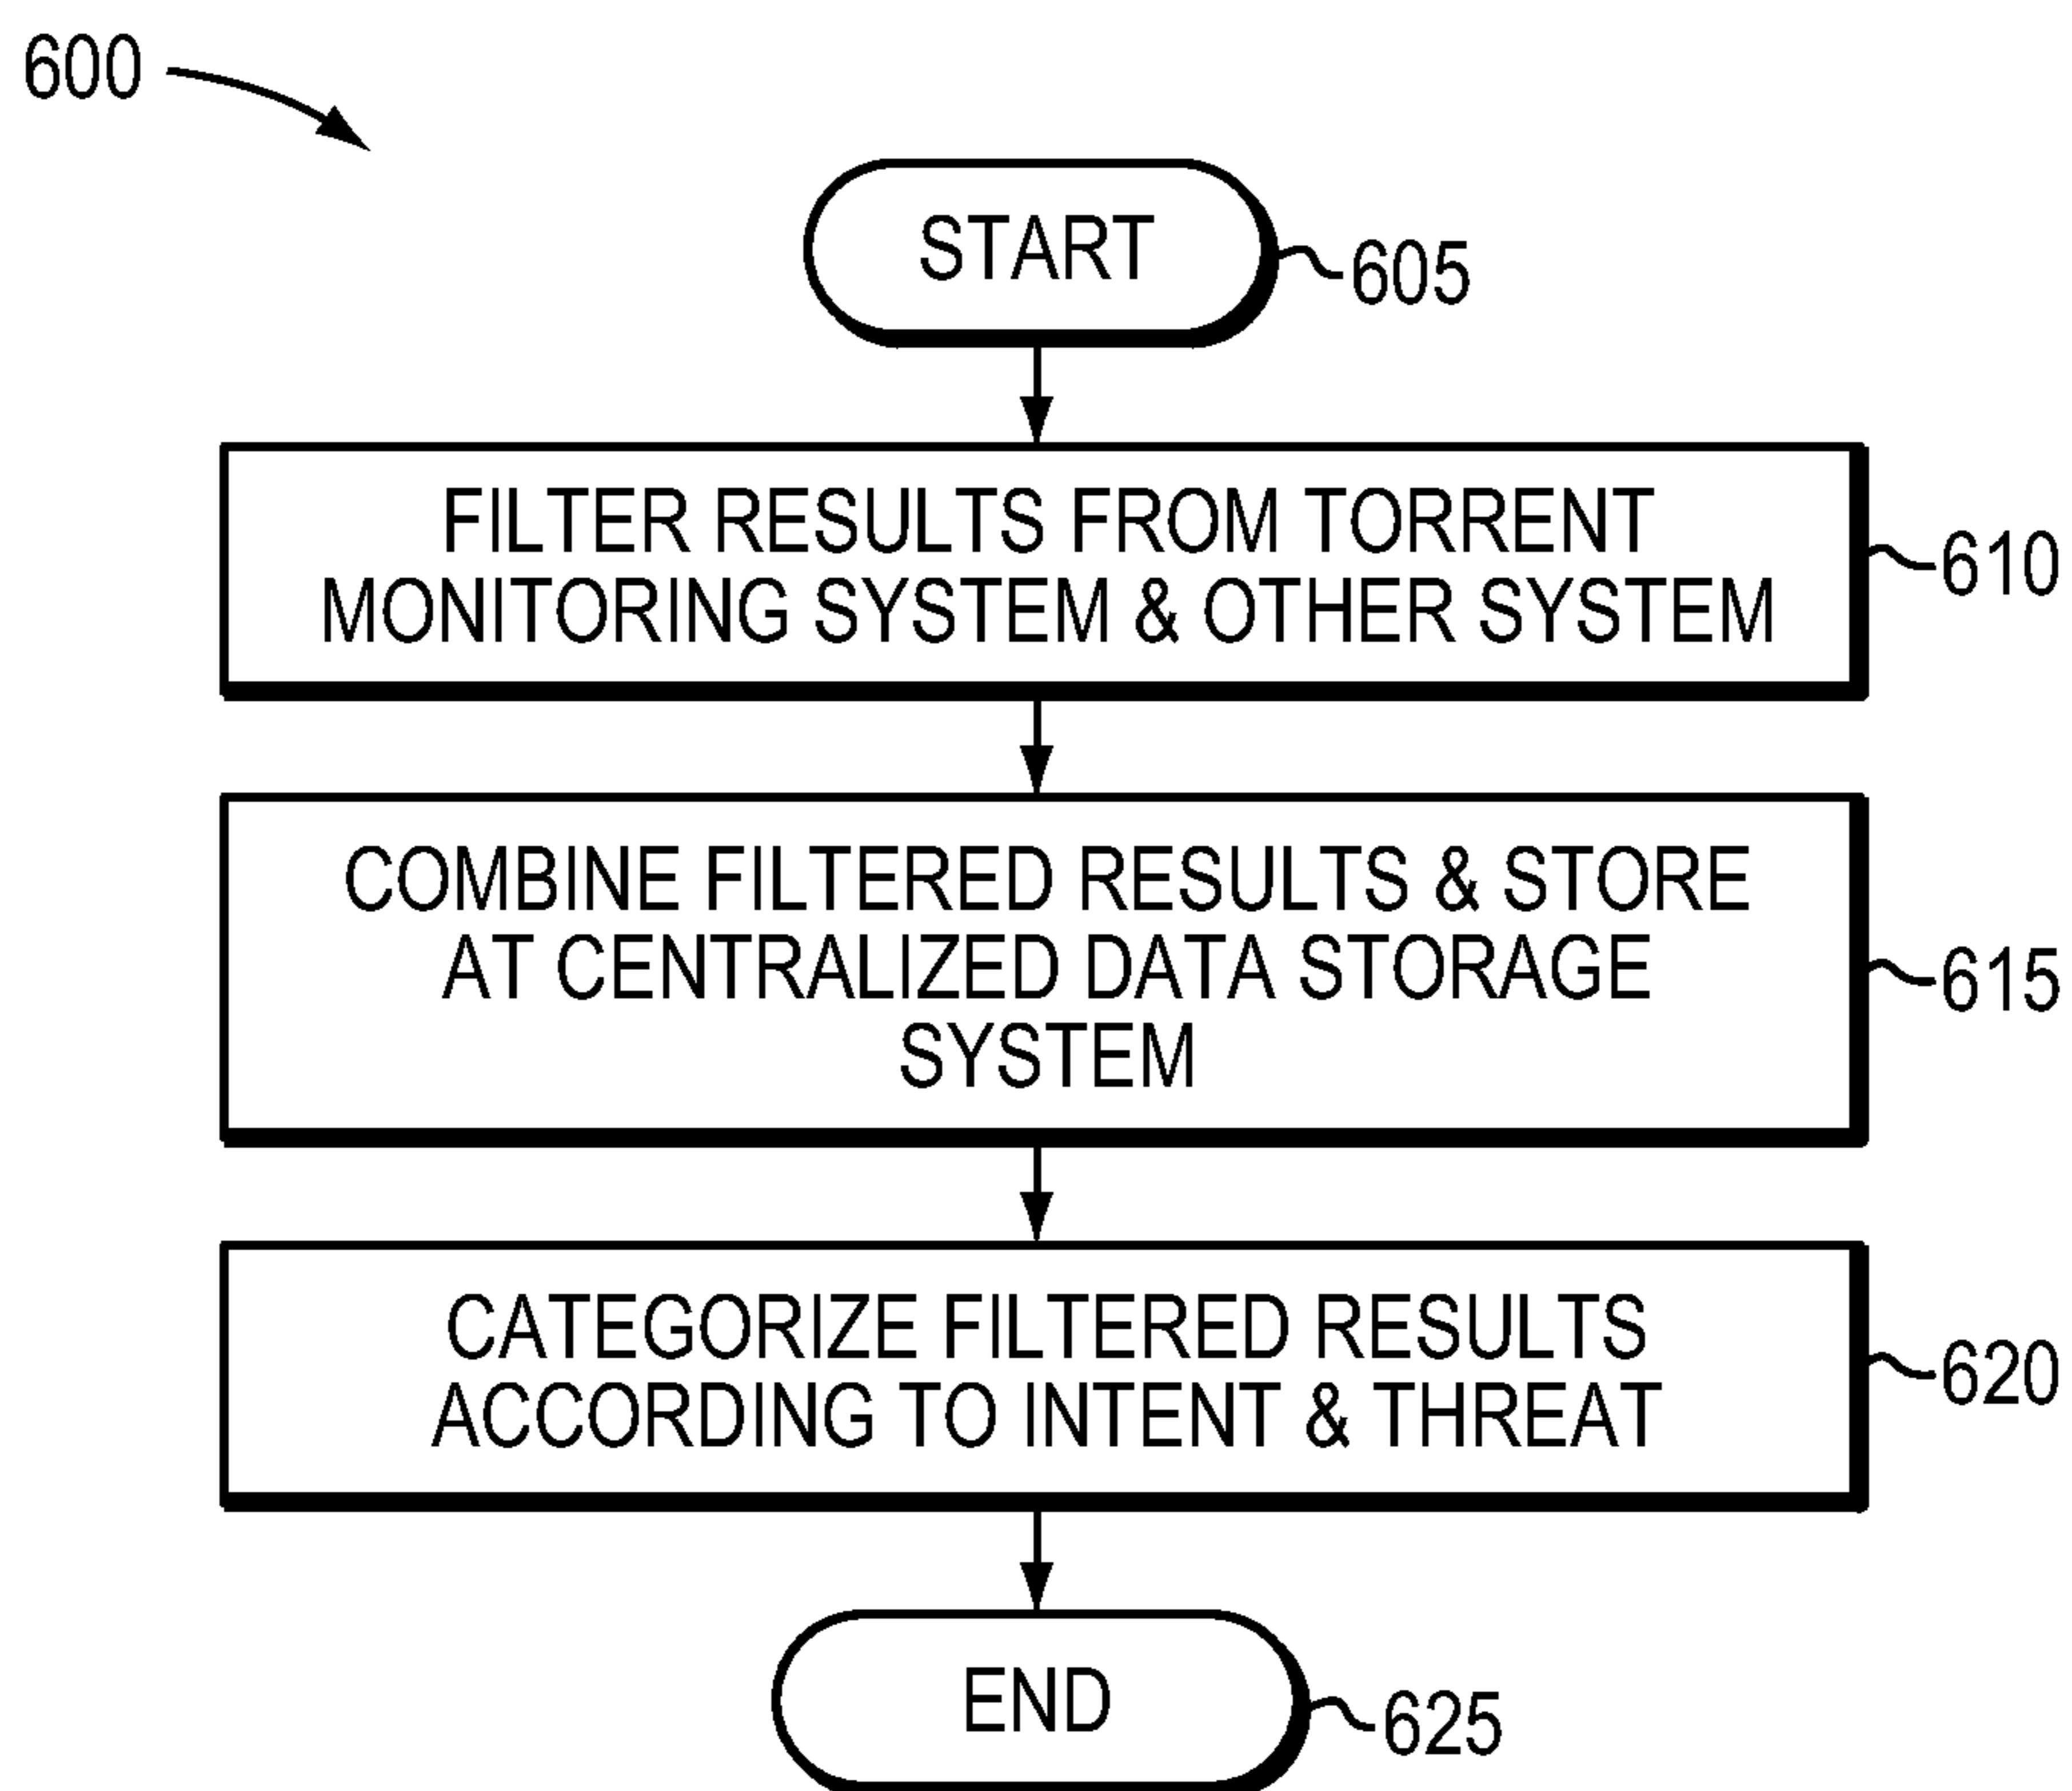 600
START
605
FILTER RESULTS FROM TORRENT
MONITORING SYSTEM & OTHER SYSTEM
610
COMBINE FILTERED RESULTS & STORE
AT CENTRALIZED DATA STORAGE
SYSTEM
615
CATEGORIZE FILTERED RESULTS
ACCORDING TO INTENT & THREAT
620
END
625